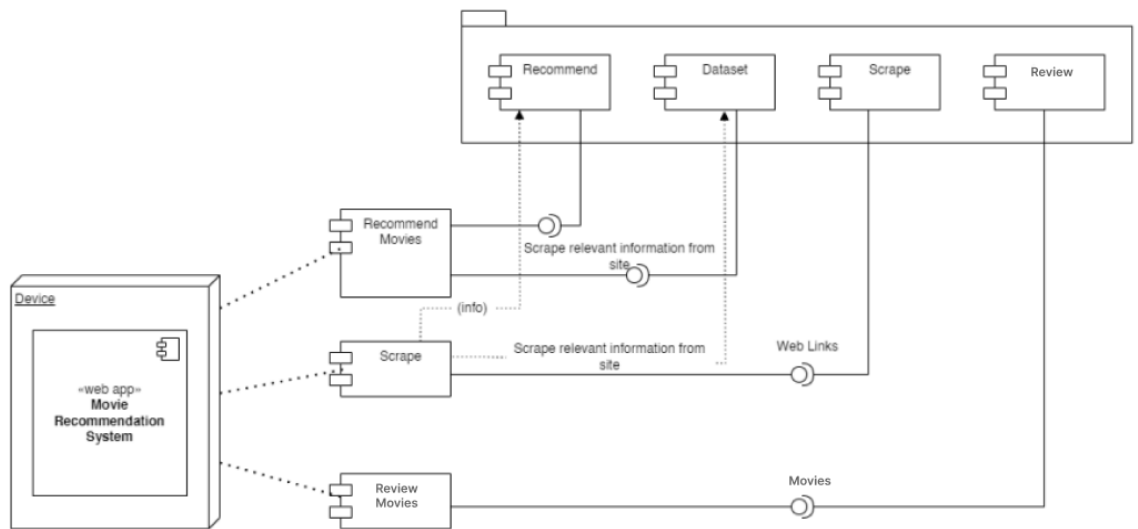 Recommend
Dataset
Scrape
Review
Recommend
Movies
Scrape relevant information from
site
Device
(info)
Scrape
Scrape relevant information from
site
Web Links
«web app»
Movie
Recommendation
System
Review
Movies
Movies